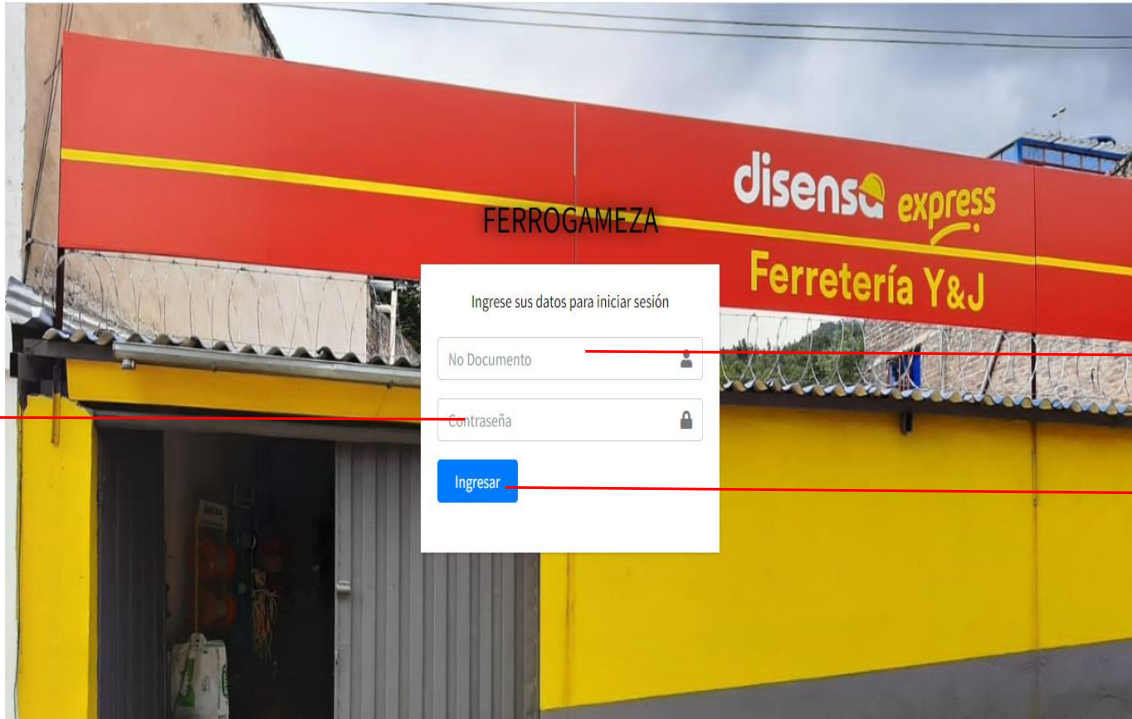 disensa express
FERROGAMEZA
Ferretería Y&J
Ingrese sus datos para iniciar sesión
No Documento
Contraseña
Ingresar